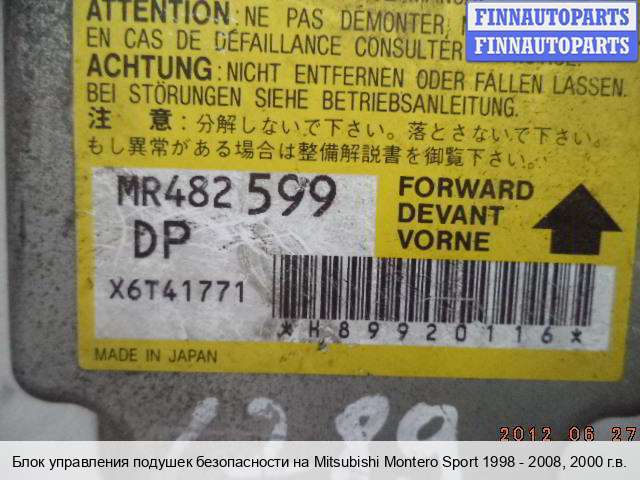 ATTENTION: NE PAS DÉMONTER,
FINNAUTOPARTS
FINNAUTOPARTS
EN CAS DE DÉFAILLANCE CONSULTER
ACHTUNG: NICHT ENTFERNEN ODER FALLEN LASSEN.
BEI STÖRUNGEN SIEHE BETRIEBSANLEITUNG.
注 意:分解しないで下さい。落とさないで下さい。
もし異常がある場合は整備解説書を御覧下さい。
MR482599
DP
X6T41771
FORWARD
DEVANT
VORNE
*H89920116*
MADE IN JAPAN
1289
2012 06 27
Блок управления подушек безопасности на Mitsubishi Montero Sport 1998 - 2008, 2000 г.в.